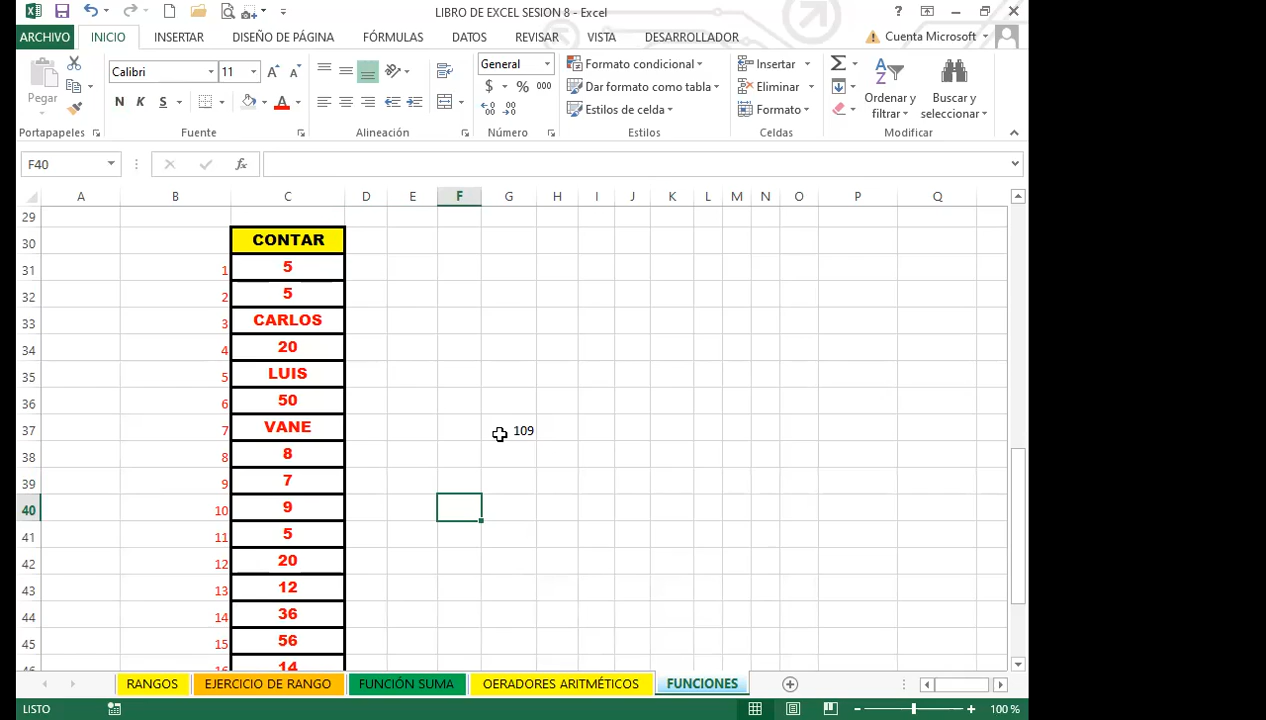 LIBRO DE EXCEL SESION 8 - Excel
?
ARCHIVO INICIO INSERTAR DISEÑO DE PÁGINA FÓRMULAS DATOS REVISAR VISTA DESARROLLADOR Cuenta Microsoft
Pegar
Calibri 11
N K S
General
$ % 000
Formato condicional
Dar formato como tabla
Estilos de celda
Insertar
Eliminar
Formato
Ordenar y filtrar
Buscar y seleccionar
Portapapeles Fuente Alineación Número Estilos Celdas Modificar
F40 fx
A B C D E F G H I J K L M N O P Q
29
30 CONTAR
31 1 5
32 2 5
33 3 CARLOS
34 4 20
35 5 LUIS
36 6 50
37 7 VANE 109
38 8 8
39 9 7
40 10 9
41 11 5
42 12 20
43 13 12
44 14 36
45 15 56
46 16 14
RANGOS EJERCICIO DE RANGO FUNCIÓN SUMA OERADORES ARITMÉTICOS FUNCIONES
LISTO 100 %